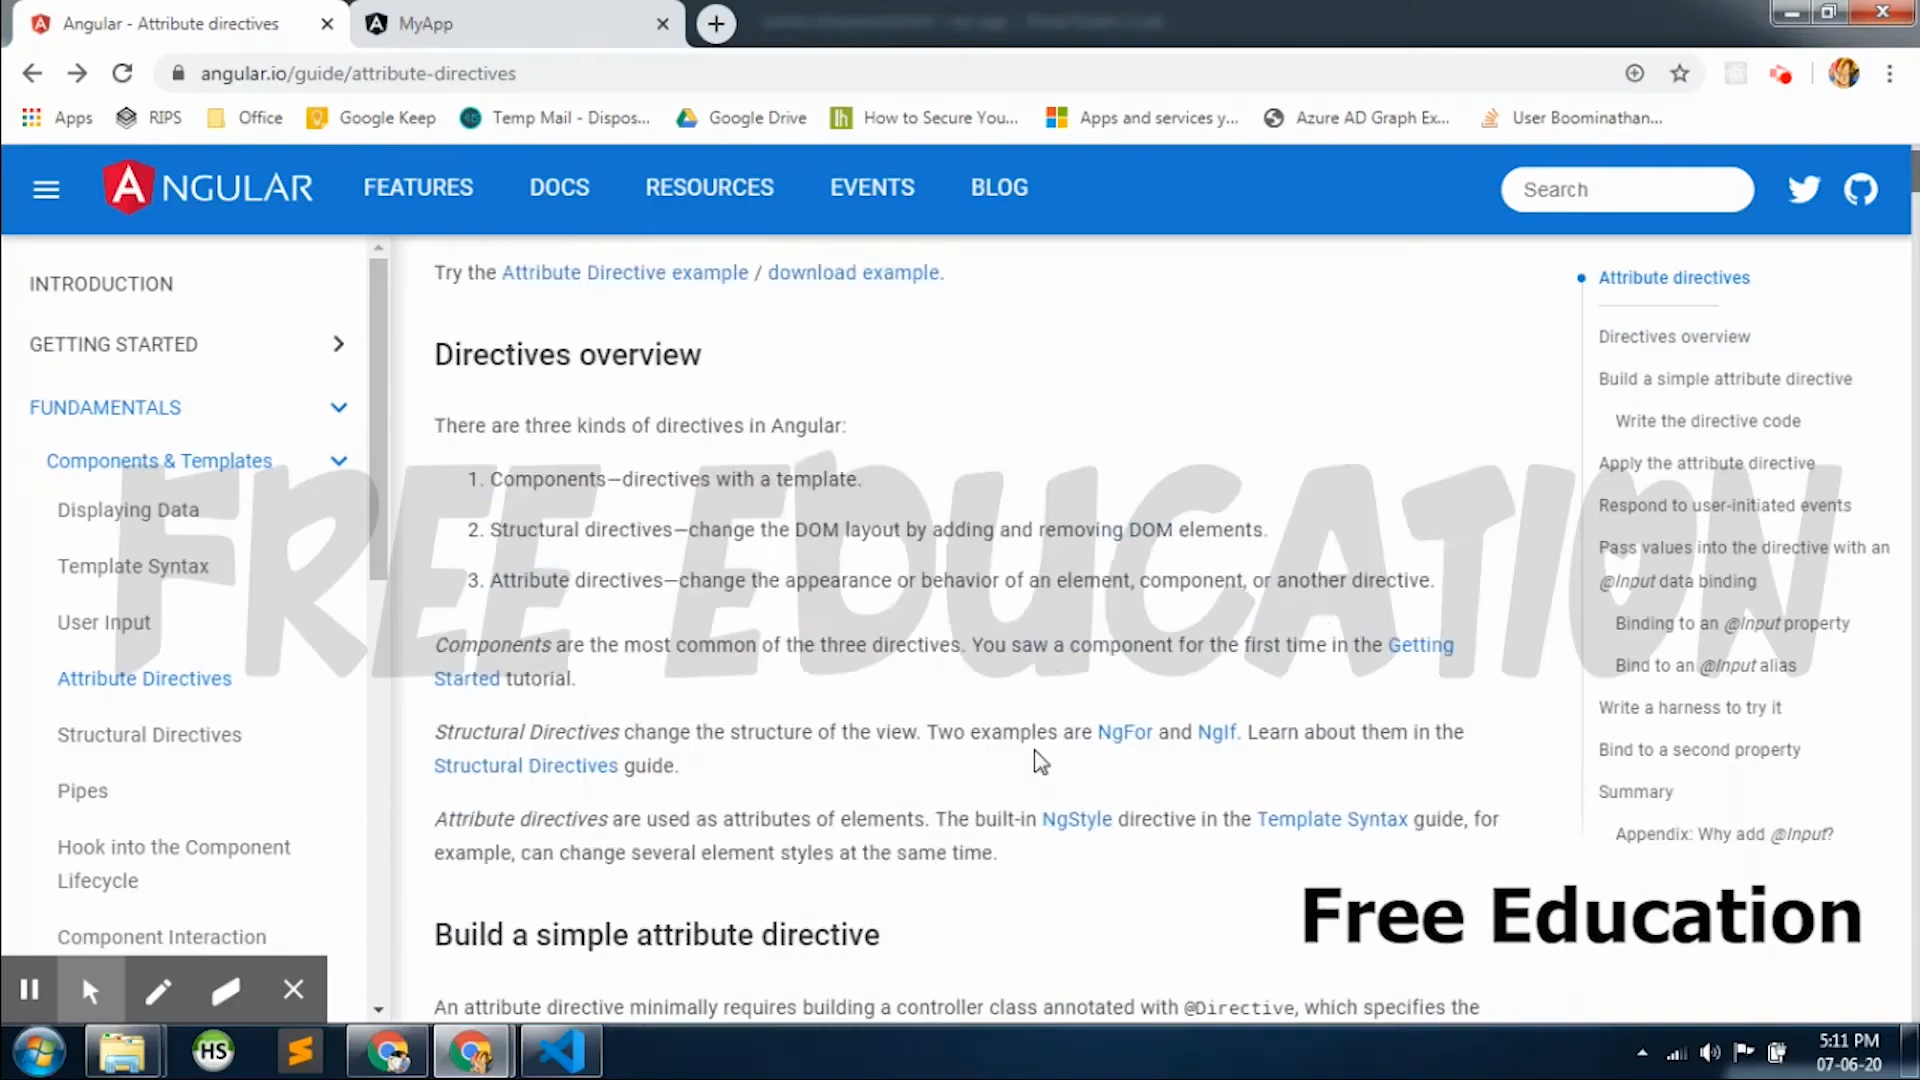 Angular - Attribute directives
MyApp
angular.io/guide/attribute-directives
Apps
RIPS
Office
Google Keep
Temp Mail - Dispos...
Google Drive
How to Secure You...
Apps and services y...
Azure AD Graph Ex...
User Boominathan...
ANGULAR
FEATURES
DOCS
RESOURCES
EVENTS
BLOG
Search
INTRODUCTION
GETTING STARTED
FUNDAMENTALS
Components & Templates
Displaying Data
Template Syntax
User Input
Attribute Directives
Structural Directives
Pipes
Hook into the Component
Lifecycle
Component Interaction
Try the Attribute Directive example / download example.
Directives overview
There are three kinds of directives in Angular:
1. Components—directives with a template.
2. Structural directives—change the DOM layout by adding and removing DOM elements.
3. Attribute directives—change the appearance or behavior of an element, component, or another directive.
Components are the most common of the three directives. You saw a component for the first time in the Getting
Started tutorial.
Structural Directives change the structure of the view. Two examples are NgFor and NgIf. Learn about them in the
Structural Directives guide.
Attribute directives are used as attributes of elements. The built-in NgStyle directive in the Template Syntax guide, for
example, can change several element styles at the same time.
Build a simple attribute directive
An attribute directive minimally requires building a controller class annotated with @Directive, which specifies the
Attribute directives
Directives overview
Build a simple attribute directive
Write the directive code
Apply the attribute directive
Respond to user-initiated events
Pass values into the directive with an
@Input data binding
Binding to an @Input property
Bind to an @Input alias
Write a harness to try it
Bind to a second property
Summary
Appendix: Why add @Input?
FREE EDUCATION
Free Education
HS
5:11 PM
07-06-20